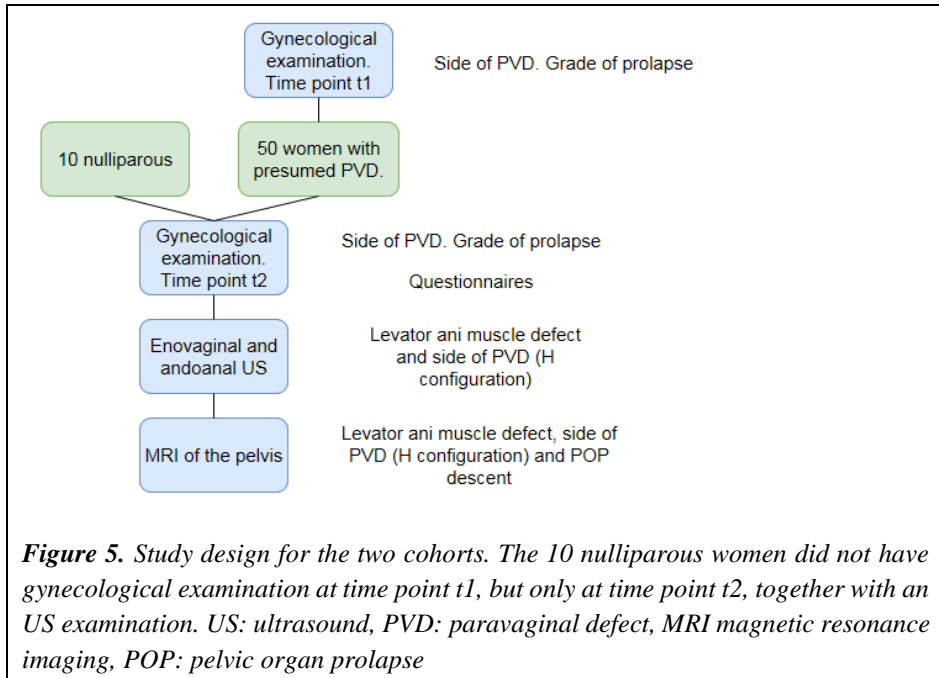 Gynecological
examination.
Time point t1
Side of PVD. Grade of prolapse
10 nulliparous
50 women with
presumed PVD.
Gynecological
examination.
Time point t2
Side of PVD. Grade of prolapse
Questionnaires
Enovaginal and
andoanal US
Levator ani muscle defect
and side of PVD (H
configuration)
MRI of the pelvis
Levator ani muscle defect, side of
PVD (H configuration) and POP
descent
Figure 5. Study design for the two cohorts. The 10 nulliparous women did not have
gynecological examination at time point t1, but only at time point t2, together with an
US examination. US: ultrasound, PVD: paravaginal defect, MRI magnetic resonance
imaging, POP: pelvic organ prolapse